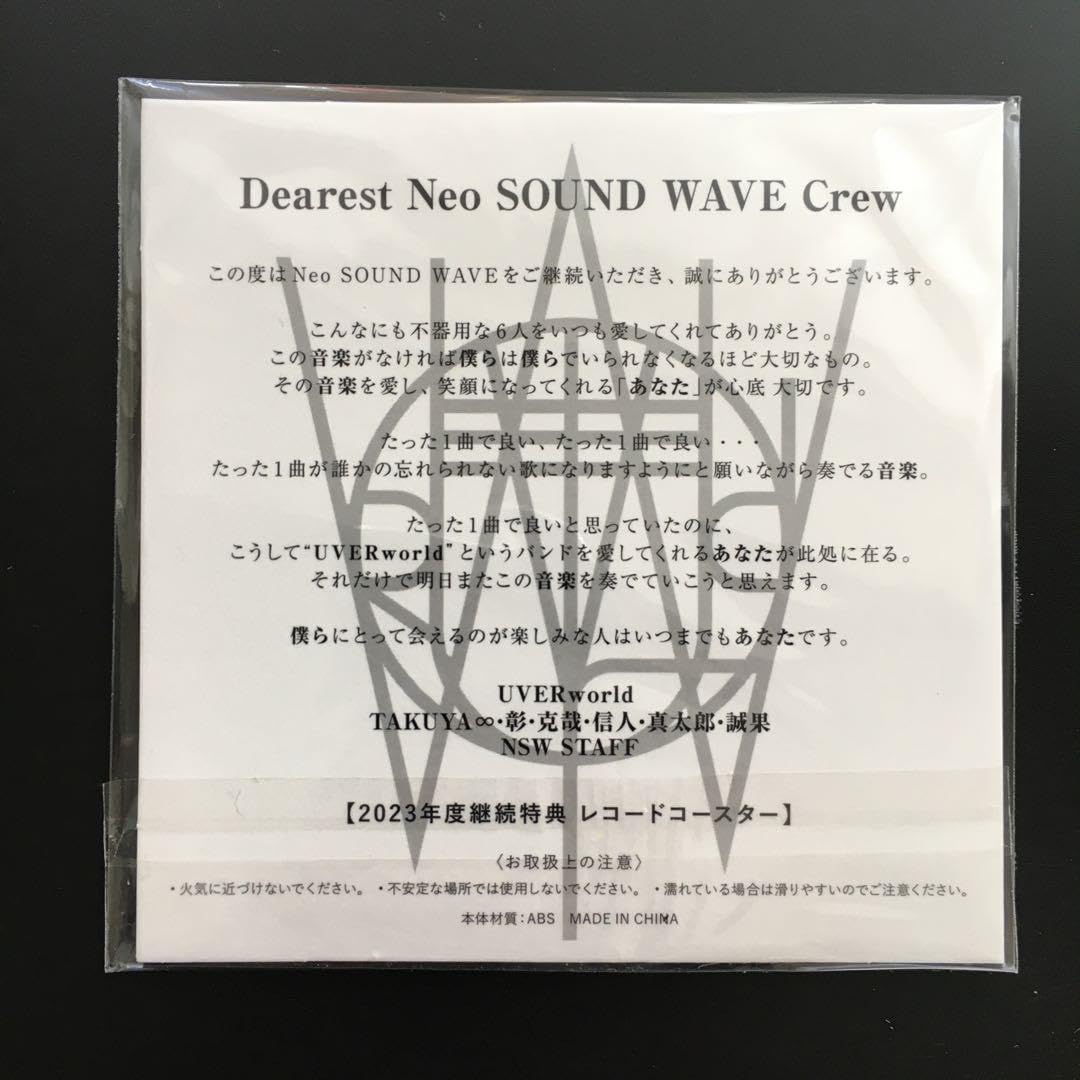 Dearest Neo SOUND WAVE Crew
この度はNeo SOUND WAVEをご継続いただき、誠にありがとうございます。
こんなにも不器用な6人をいつも愛してくれてありがとう。
この音楽がなければ僕らは僕らでいられなくなるほど大切なもの。
その音楽を愛し、笑顔になってくれる「あなた」が心底 大切です。
たった1曲で良い、たった1曲で良い・・・
たった1曲が誰かの忘れられない歌になりますようにと願いながら奏でる音楽。
たった1曲で良いと思っていたのに、
こうして“UVERworld”というバンドを愛してくれるあなたが此処に在る。
それだけで明日またこの音楽を奏でていこうと思えます。
僕らにとって会えるのが楽しみな人はいつまでもあなたです。
UVERworld
TAKUYA∞・彰・克哉・信人・真太郎・誠果
NSW STAFF
【2023年度継続特典 レコードコースター】
〈お取扱上の注意〉
・火気に近づけないでください。 ・不安定な場所では使用しないでください。 ・濡れている場合は滑りやすいのでご注意ください。
本体材質：ABS MADE IN CHINA